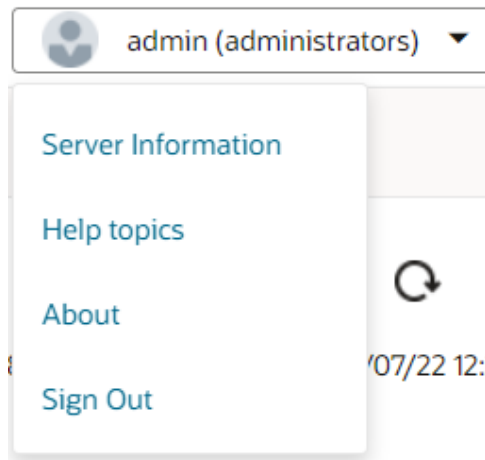 admin (administrators)
Server Information
Help topics
About
/07/22 12:
Sign Out